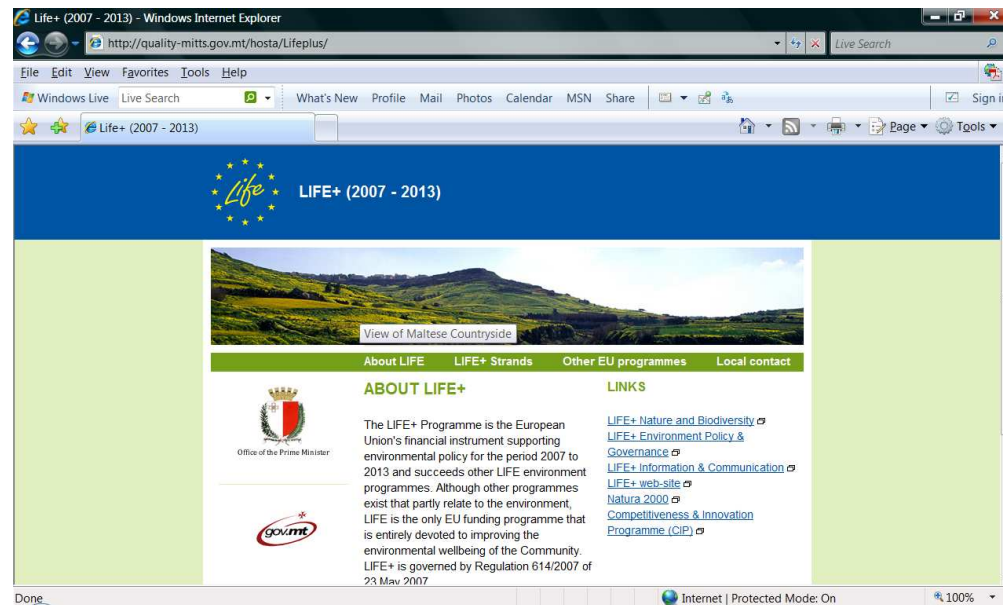 Life+ (2007 - 2013) - Windows Internet Explorer
http://quality-mitts.gov.mt/hosta/Lifeplus/
Live Search
File Edit View Favorites Tools Help
Windows Live Live Search What's New Profile Mail Photos Calendar MSN Share Sign i
Life+ (2007 - 2013) Page Tools
Life
LIFE+ (2007 - 2013)
View of Maltese Countryside
About LIFE LIFE+ Strands Other EU programmes Local contact
Office of the Prime Minister
gov.mt
ABOUT LIFE+
The LIFE+ Programme is the European
Union's financial instrument supporting
environmental policy for the period 2007 to
2013 and succeeds other LIFE environment
programmes. Although other programmes
exist that partly relate to the environment,
LIFE is the only EU funding programme that
is entirely devoted to improving the
environmental wellbeing of the Community.
LIFE+ is governed by Regulation 614/2007 of
23 May 2007
LINKS
LIFE+ Nature and Biodiversity
LIFE+ Environment Policy &
Governance
LIFE+ Information & Communication
LIFE+ web-site
Natura 2000
Competitiveness & Innovation
Programme (CIP)
Done Internet | Protected Mode: On 100%